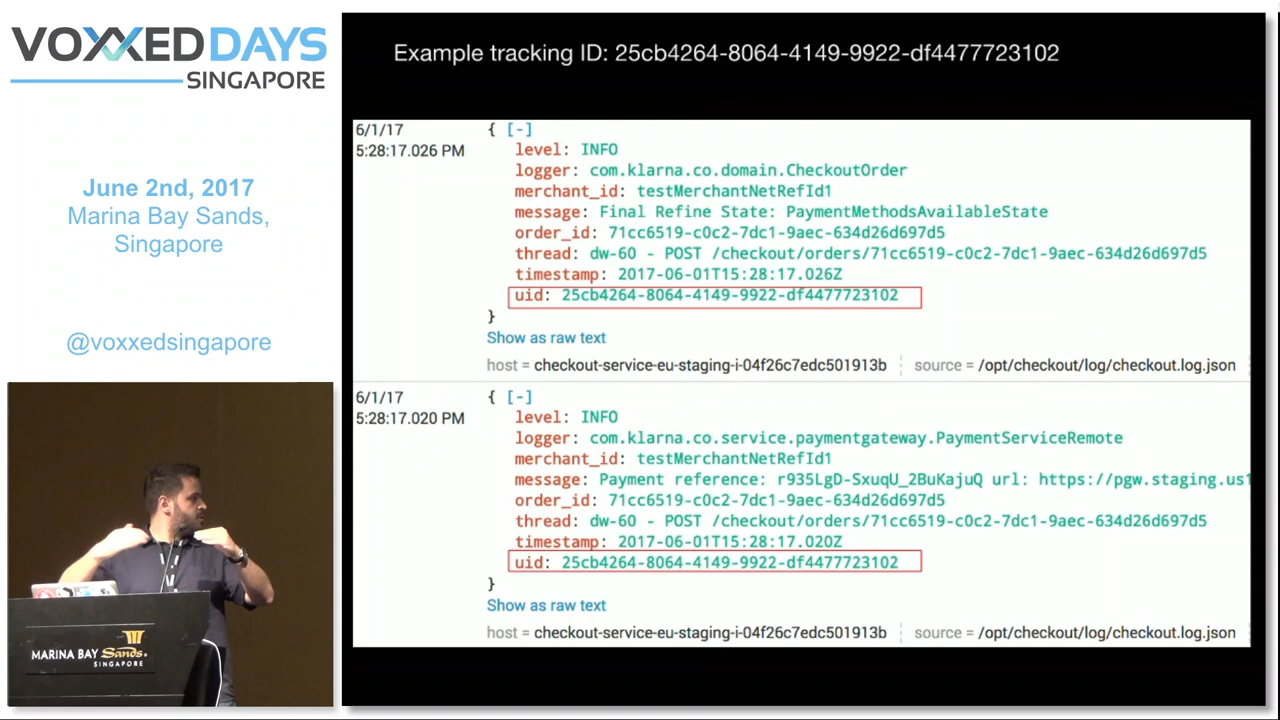 VOXXEDDAYS
SINGAPORE
June 2nd, 2017
Marina Bay Sands,
Singapore
@voxxedsingapore
MARINA BAY Sands.
SINGAPORE
Example tracking ID: 25cb4264-8064-4149-9922-df4477723102
6/1/17
5:28:17.026 PM
{ [-]
level: INFO
logger: com.klarna.co.domain.CheckoutOrder
merchant_id: testMerchantNetRefId1
message: Final Refine State: PaymentMethodsAvailableState
order_id: 71cc6519-c0c2-7dc1-9aec-634d26d697d5
thread: dw-60 - POST /checkout/orders/71cc6519-c0c2-7dc1-9aec-634d26d697d5
timestamp: 2017-06-01T15:28:17.026Z
uid: 25cb4264-8064-4149-9922-df4477723102
}
Show as raw text
host = checkout-service-eu-staging-i-04f26c7edc501913b source = /opt/checkout/log/checkout.log.json
6/1/17
5:28:17.020 PM
{ [-]
level: INFO
logger: com.klarna.co.service.paymentgateway.PaymentServiceRemote
merchant_id: testMerchantNetRefId1
message: Payment reference: r935LgD-SxuqU_2BuKajuQ url: https://pgw.staging.us1
order_id: 71cc6519-c0c2-7dc1-9aec-634d26d697d5
thread: dw-60 - POST /checkout/orders/71cc6519-c0c2-7dc1-9aec-634d26d697d5
timestamp: 2017-06-01T15:28:17.020Z
uid: 25cb4264-8064-4149-9922-df4477723102
}
Show as raw text
host = checkout-service-eu-staging-i-04f26c7edc501913b source = /opt/checkout/log/checkout.log.json